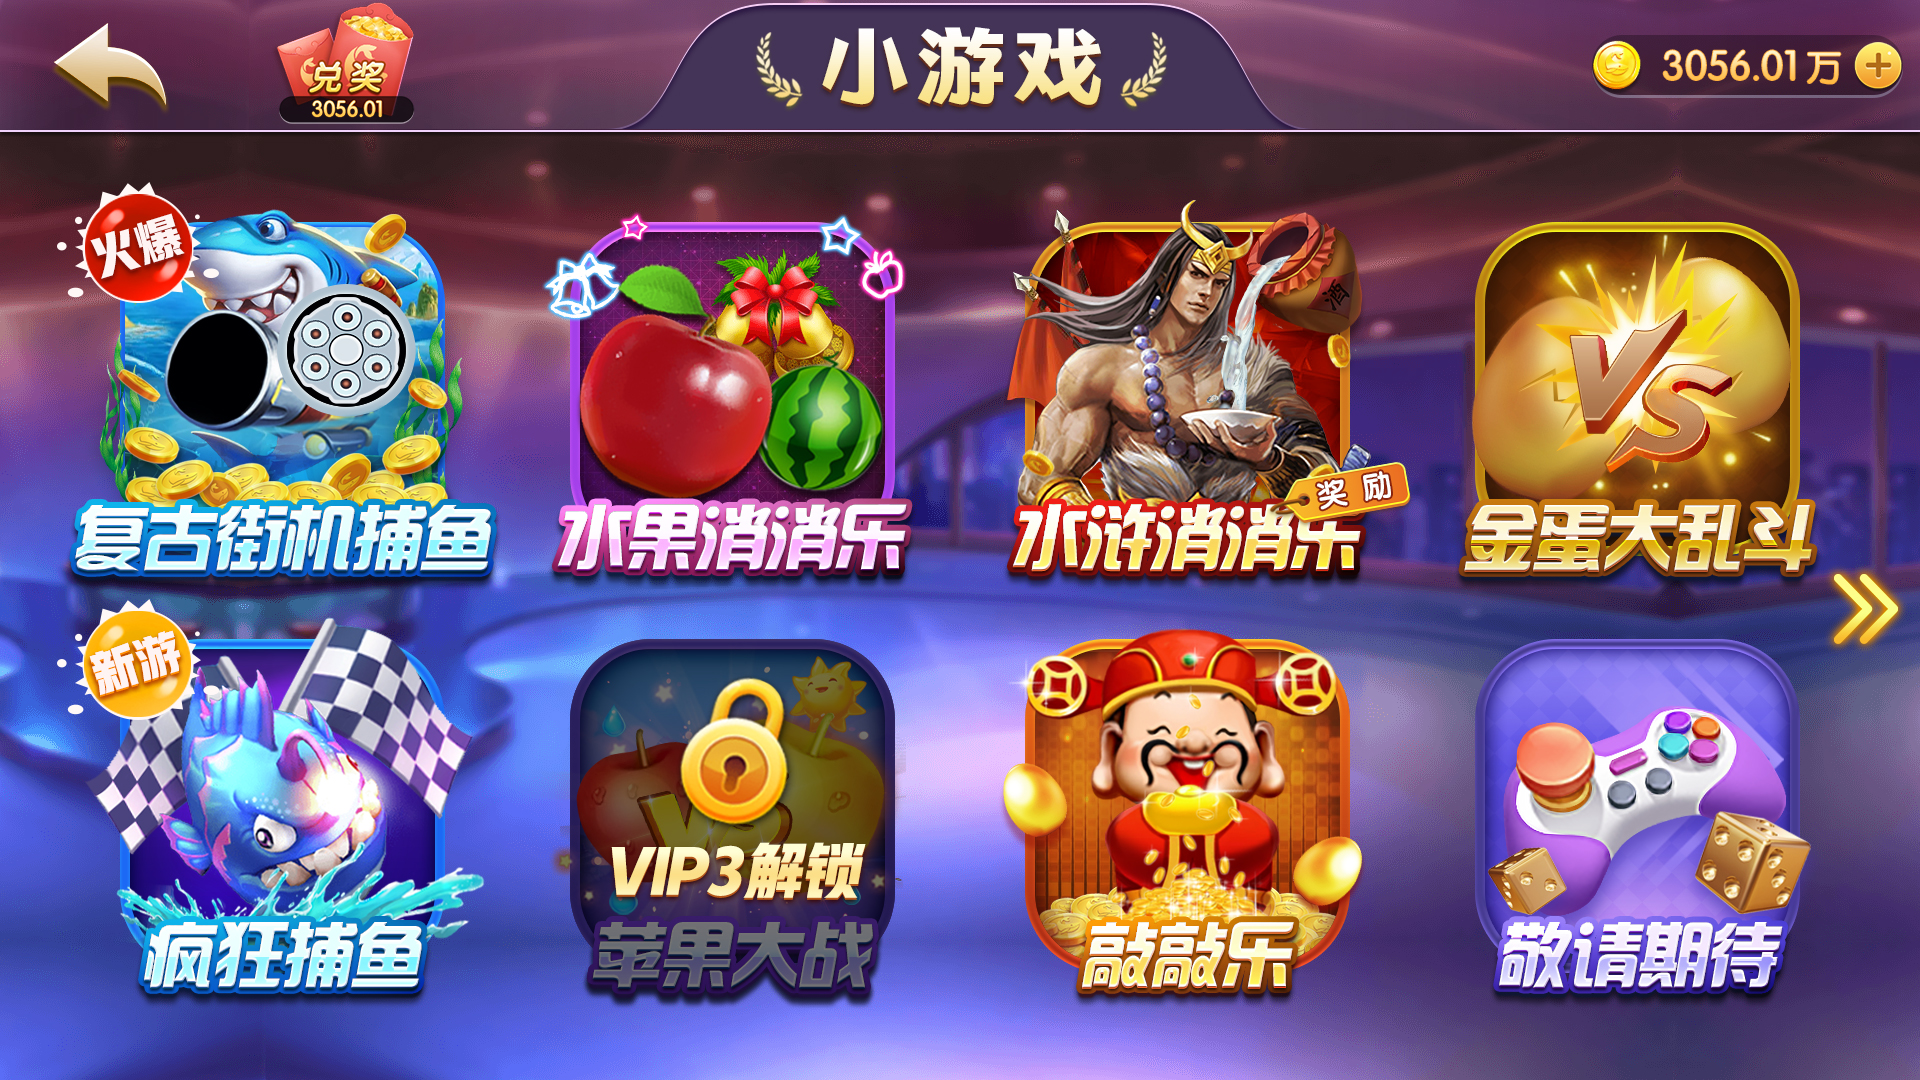 兑奖
3056.01
小游戏
3056.01万
火爆
复古街机捕鱼
水果消消乐
酒
奖励
水浒消消乐
VS
金蛋大乱斗
新游
疯狂捕鱼
VS
VIP3解锁
苹果大战
敲敲乐
敬请期待